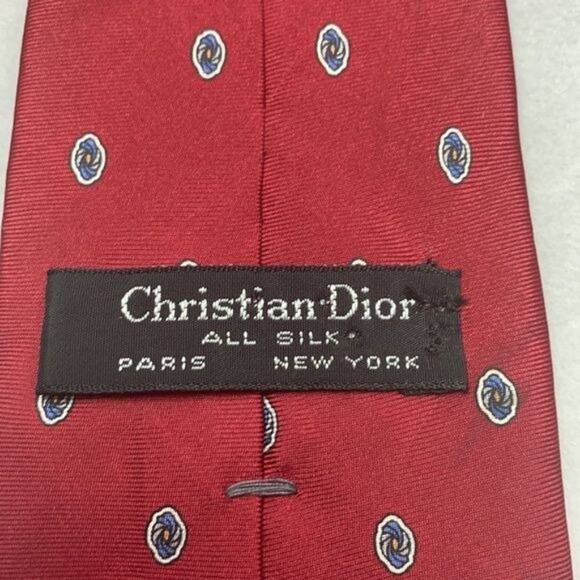 Christian Dior
ALL SILK
PARIS NEW YORK